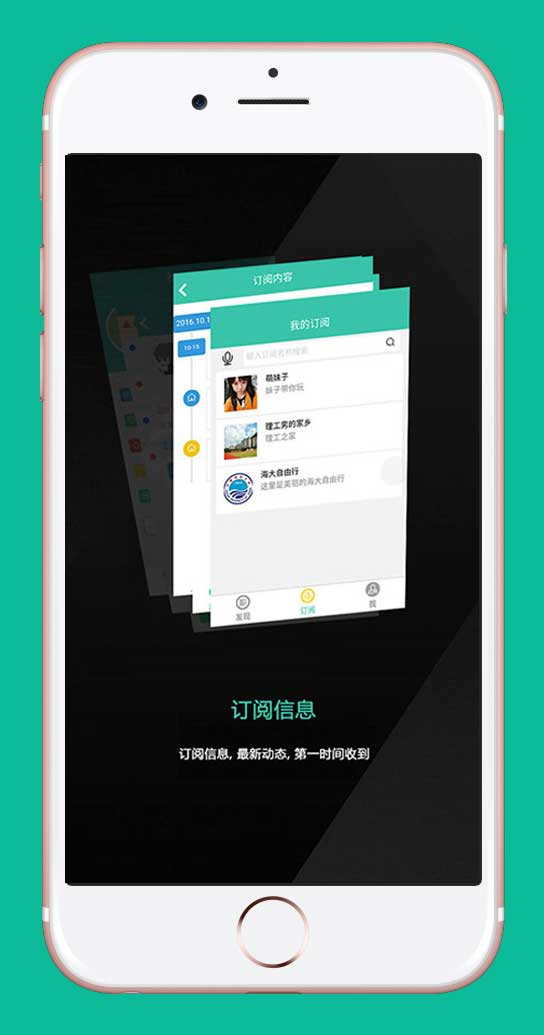 订阅内容
2016.10.1
我的订阅
10-15
输入订阅名称搜索
萌妹子
妹子带你玩
理工男的家乡
理工之家
海大自由行
这里是美丽的海大自由行
发现
订阅
我
订阅信息
订阅信息, 最新动态, 第一时间收到